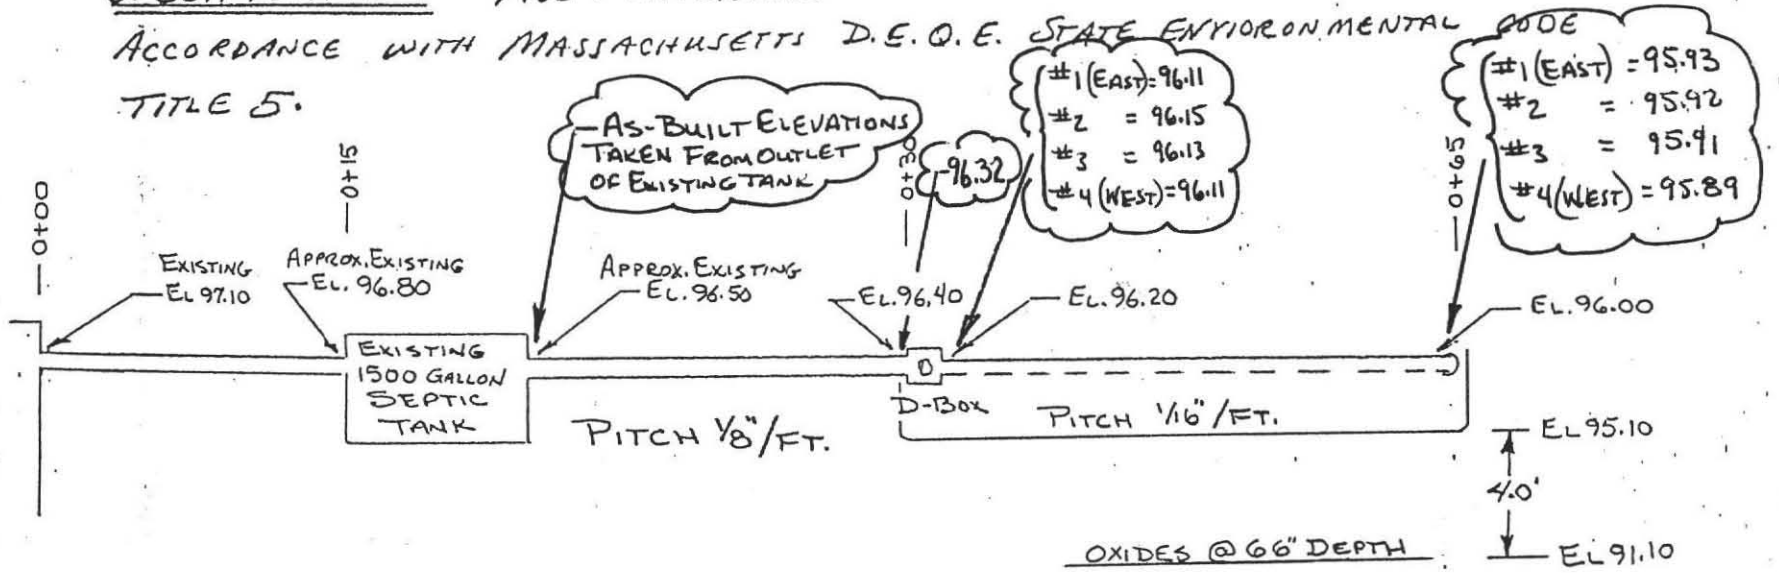 ACCORDANCE WITH MASSACHUSETTS D.E.Q.E. STATE ENVIORONMENTAL CODE
TITLE 5.
- AS-BUILT ELEVATIONS
TAKEN FROM OUTLET
OF EXISTING TANK
-96.32
#1 (EAST)=96.11
#2 = 96.15
#3 = 96.13
#4 (WEST)=96.11
#1 (EAST) = 95.93
#2 = 95.92
#3 = 95.91
#4 (WEST) = 95.89
0+00
0+15
0+30
0+65
EXISTING
EL 97.10
APPROX. EXISTING
EL. 96.80
APPROX. EXISTING
EL. 96.50
EL. 96.40
EL. 96.20
EL. 96.00
EXISTING
1500 GALLON
SEPTIC
TANK
PITCH 1/8"/FT.
D-BOX
PITCH 1/16"/FT.
EL 95.10
4.0'
OXIDES @ 66" DEPTH
EL 91.10